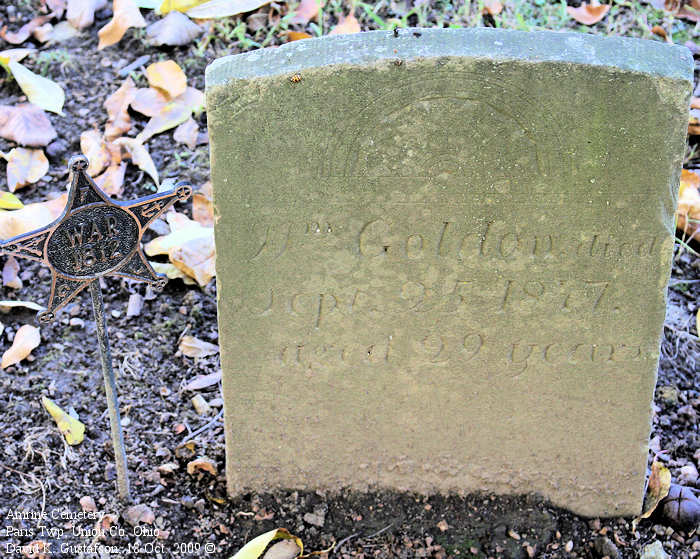 WAR
1812
Wm Goldon died
Sept. 25 1817.
aged 29 years
Amrine Cemetery
Paris Twp. Union Co., Ohio
David K. Gustafson, 18 Oct., 2009 ©